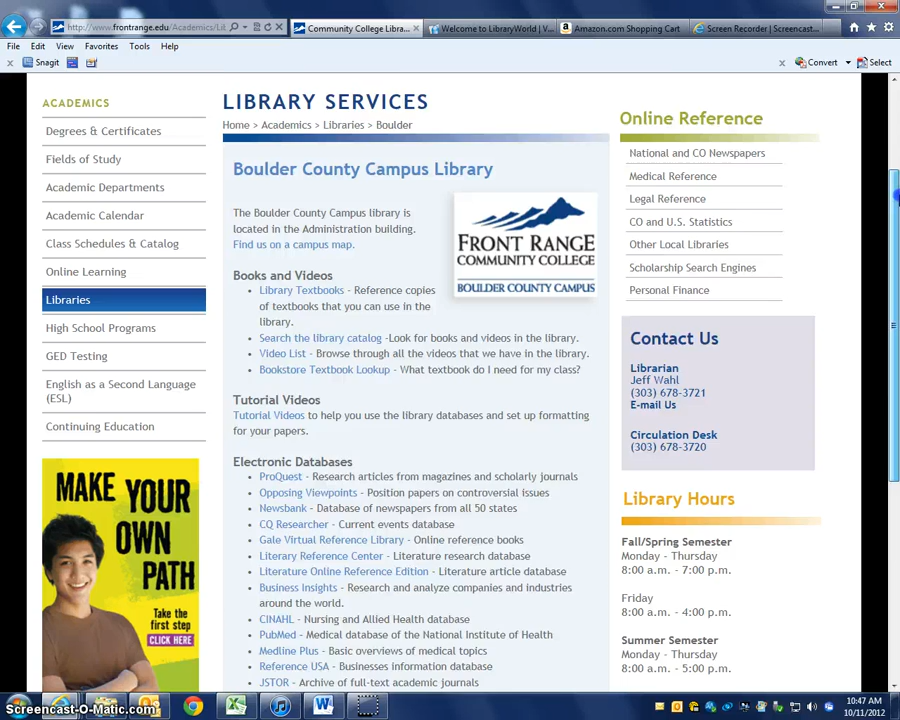 http://www.frontrange.edu/Academics/Lib
Community College Libra...
Welcome to LibraryWorld | V...
Amazon.com Shopping Cart
Screen Recorder | Screencast...
File Edit View Favorites Tools Help
Snagit
Convert
Select
ACADEMICS
Degrees & Certificates
Fields of Study
Academic Departments
Academic Calendar
Class Schedules & Catalog
Online Learning
Libraries
High School Programs
GED Testing
English as a Second Language
(ESL)
Continuing Education
MAKE YOUR
OWN
PATH
Take the
first step
CLICK HERE
LIBRARY SERVICES
Home > Academics > Libraries > Boulder
Boulder County Campus Library
The Boulder County Campus library is
located in the Administration building.
Find us on a campus map.
FRONT RANGE
COMMUNITY COLLEGE
BOULDER COUNTY CAMPUS
Books and Videos
• Library Textbooks - Reference copies
of textbooks that you can use in the
library.
• Search the library catalog -Look for books and videos in the library.
• Video List - Browse through all the videos that we have in the library.
• Bookstore Textbook Lookup - What textbook do I need for my class?
Tutorial Videos
Tutorial Videos to help you use the library databases and set up formatting
for your papers.
Electronic Databases
• ProQuest - Research articles from magazines and scholarly journals
• Opposing Viewpoints - Position papers on controversial issues
• Newsbank - Database of newspapers from all 50 states
• CQ Researcher - Current events database
• Gale Virtual Reference Library - Online reference books
• Literary Reference Center - Literature research database
• Literature Online Reference Edition - Literature article database
• Business Insights - Research and analyze companies and industries
around the world.
• CINAHL - Nursing and Allied Health database
• PubMed - Medical database of the National Institute of Health
• Medline Plus - Basic overviews of medical topics
• Reference USA - Businesses information database
• JSTOR - Archive of full-text academic journals
Online Reference
National and CO Newspapers
Medical Reference
Legal Reference
CO and U.S. Statistics
Other Local Libraries
Scholarship Search Engines
Personal Finance
Contact Us
Librarian
Jeff Wahl
(303) 678-3721
E-mail Us
Circulation Desk
(303) 678-3720
Library Hours
Fall/Spring Semester
Monday - Thursday
8:00 a.m. - 7:00 p.m.
Friday
8:00 a.m. - 4:00 p.m.
Summer Semester
Monday - Thursday
8:00 a.m. - 5:00 p.m.
Screencast-O-Matic.com
10:47 AM
10/11/2012